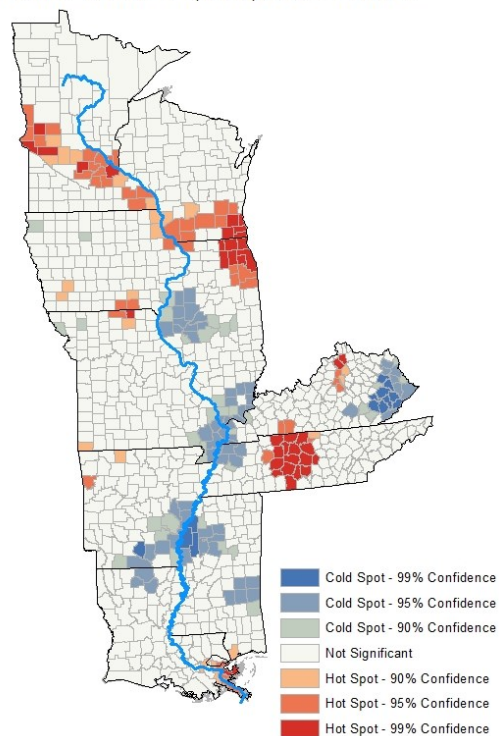 Cold Spot - 99% Confidence
Cold Spot - 95% Confidence
Cold Spot - 90% Confidence
Not Significant
Hot Spot - 90% Confidence
Hot Spot - 95% Confidence
Hot Spot - 99% Confidence